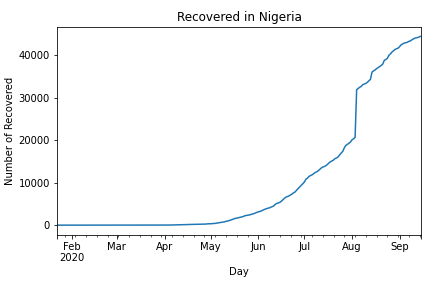 Recovered in Nigeria
Number of Recovered
40000
30000
20000
10000
0
Feb Mar Apr May Jun Jul Aug Sep
2020
Day